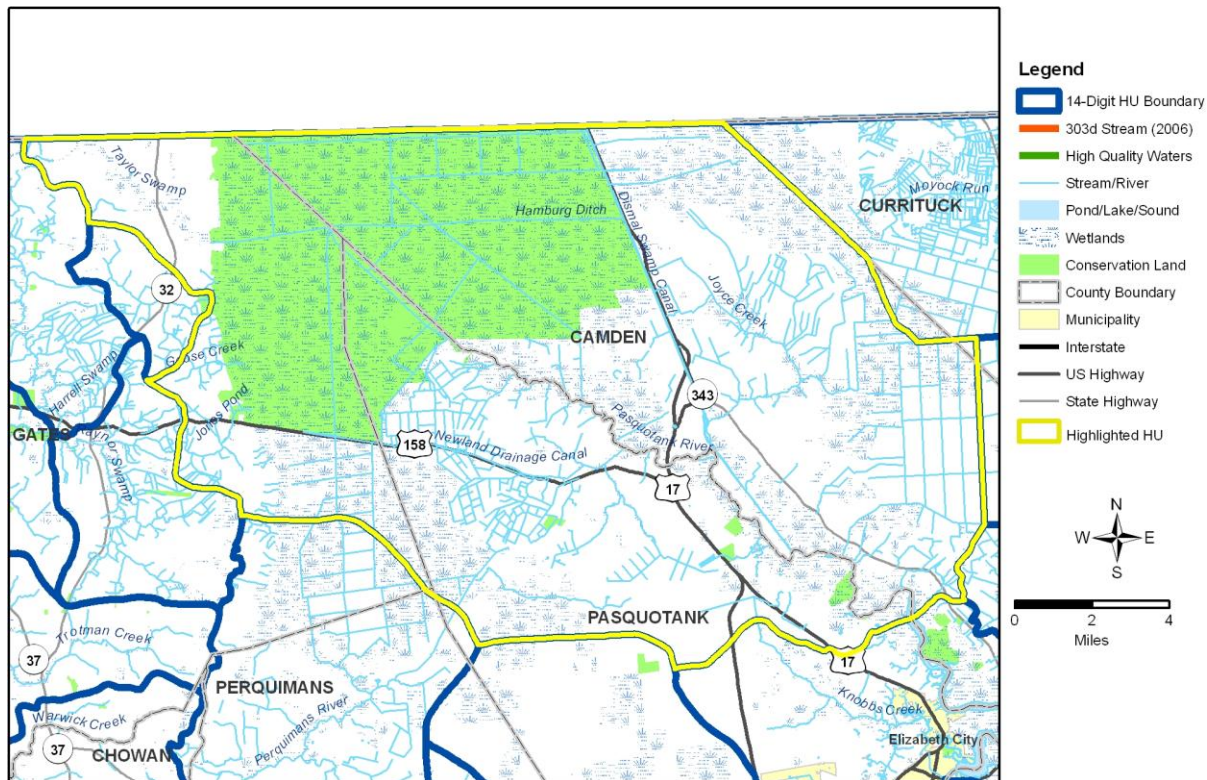 Taylor Swamp
Hamburg Ditch
Dismal Swamp Canal
Moyock Run
CURRITUCK
32
Joyce Creek
CAMDEN
Goose Creek
Harrel Swamp
343
Jones Pond
Pasquotank River
GATES
158
Newland Drainage Canal
17
PASQUOTANK
Trotman Creek
37
17
PERQUIMANS
Knobbs Creek
Warwick Creek
37
CHOWAN
Perquimans River
Elizabeth City
Legend
14-Digit HU Boundary
303d Stream (2006)
High Quality Waters
Stream/River
Pond/Lake/Sound
Wetlands
Conservation Land
County Boundary
Municipality
Interstate
US Highway
State Highway
Highlighted HU
N
W E
S
0 2 4
Miles